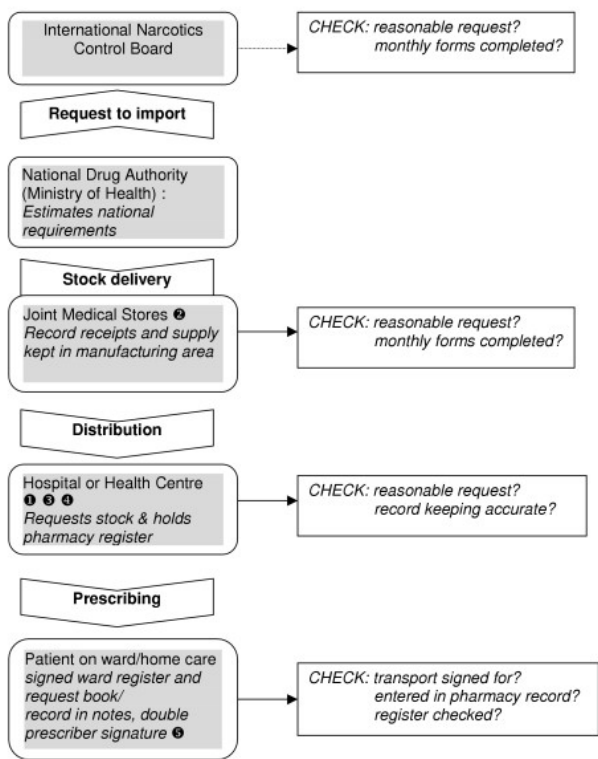 International Narcotics
Control Board
CHECK: reasonable request?
monthly forms completed?
Request to import
National Drug Authority
(Ministry of Health) :
Estimates national
requirements
Stock delivery
Joint Medical Stores ❷
Record receipts and supply
kept in manufacturing area
CHECK: reasonable request?
monthly forms completed?
Distribution
Hospital or Health Centre
❶ ❸ ❹
Requests stock & holds
pharmacy register
CHECK: reasonable request?
record keeping accurate?
Prescribing
Patient on ward/home care
signed ward register and
request book/
record in notes, double
prescriber signature ❺
CHECK: transport signed for?
entered in pharmacy record?
register checked?